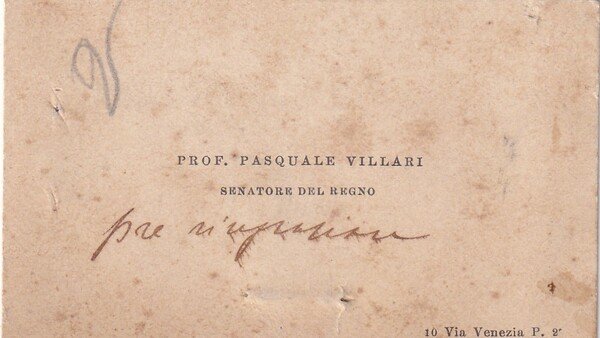 PROF. PASQUALE VILLARI
SENATORE DEL REGNO
10 Via Venezia P. 2°